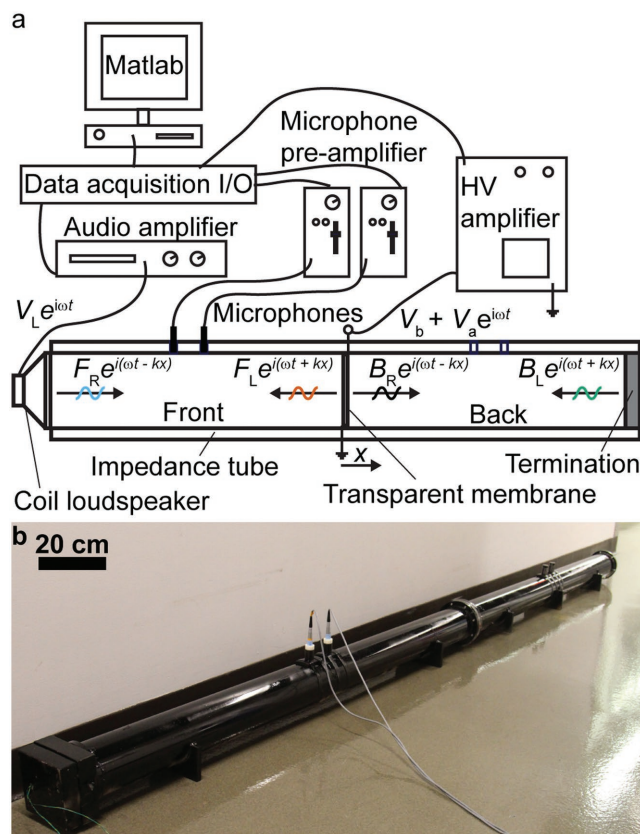 a
Matlab
Microphone
pre-amplifier
Data acquisition I/O
HV
amplifier
Audio amplifier
V_L e^{iωt}
Microphones
V_b + V_a e^{iωt}
F_R e^{i(ωt - kx)}
F_L e^{i(ωt + kx)}
B_R e^{i(ωt - kx)}
B_L e^{i(ωt + kx)}
Front
Back
Impedance tube
x
Termination
Coil loudspeaker
Transparent membrane
b
20 cm